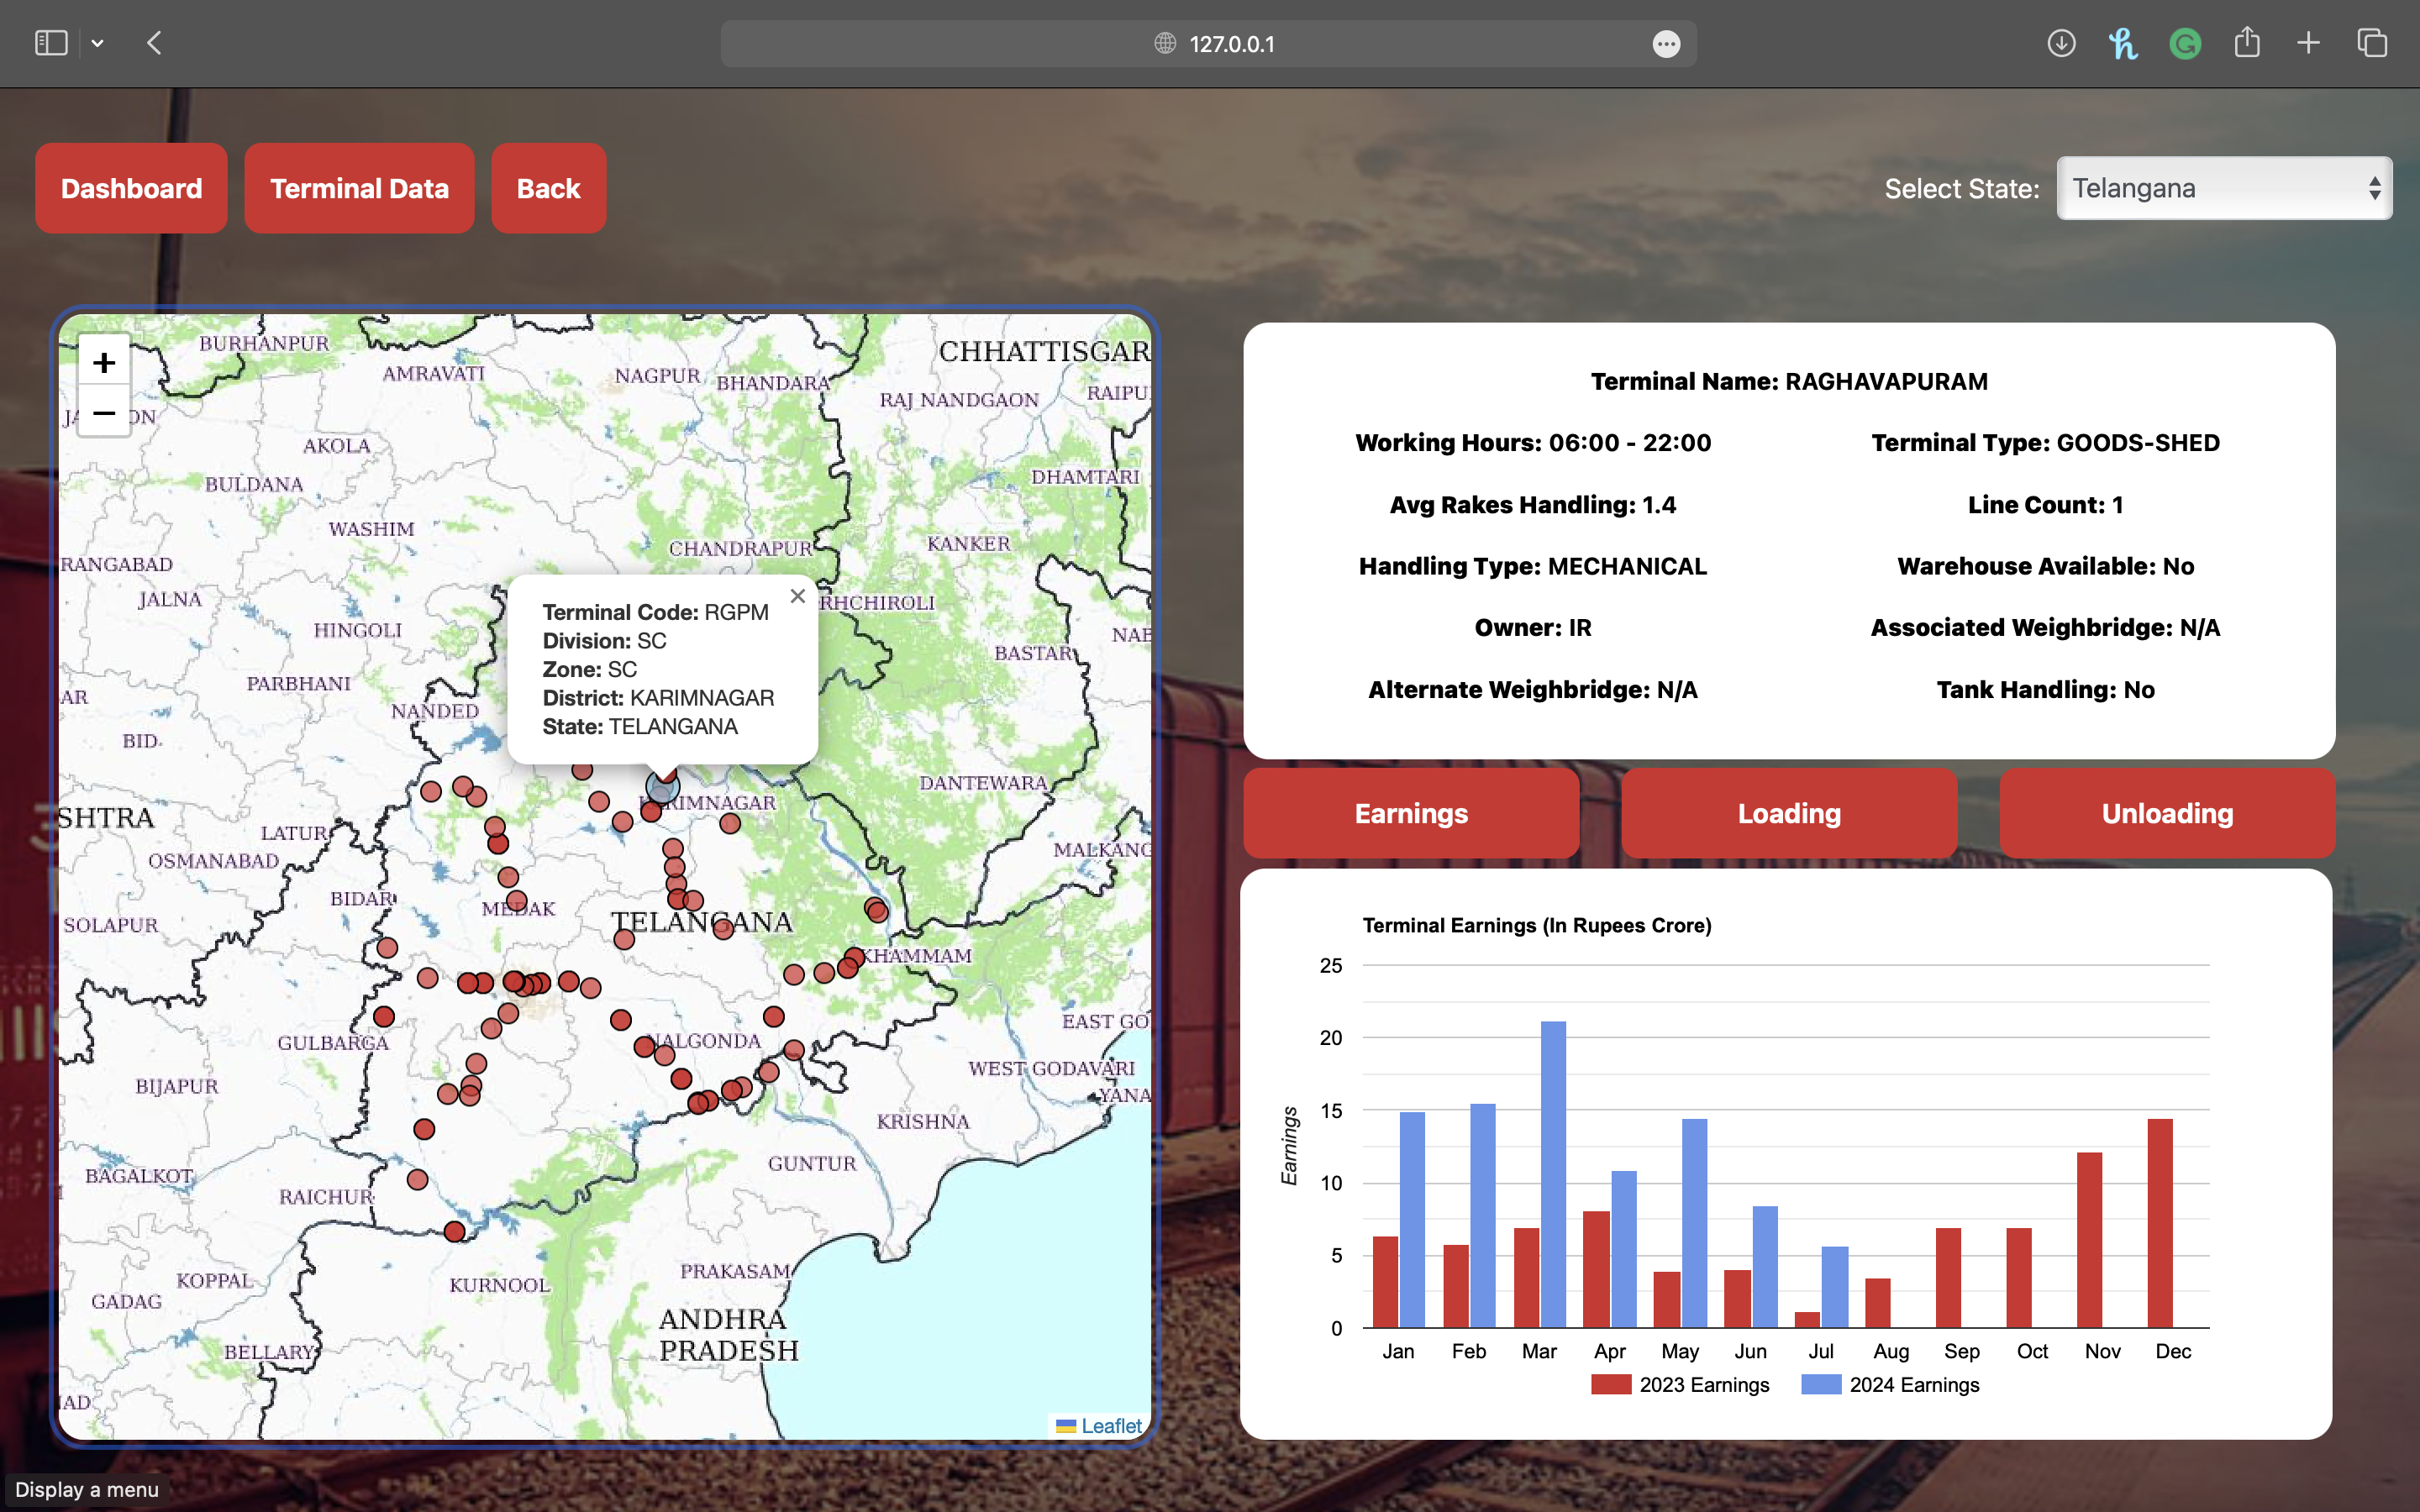 127.0.0.1
Dashboard
Terminal Data
Back
Select State:
Telangana
+
−
BURHANPUR
AMRAVATI
NAGPUR
BHANDARA
CHHATTISGAR
RAJ NANDGAON
RAIPU
AKOLA
BULDANA
DHAMTARI
WASHIM
CHANDRAPUR
KANKER
RANGABAD
JALNA
RHCHIROLI
HINGOLI
NAB
BASTAR
PARBHANI
AR
NANDED
BID
Terminal Code: RGPM
Division: SC
Zone: SC
District: KARIMNAGAR
State: TELANGANA
DANTEWARA
RIMNAGAR
SHTRA
LATUR
OSMANABAD
MALKANG
BIDAR
MEDAK
SOLAPUR
TELANGANA
KHAMMAM
EAST GO
GULBARGA
NALGONDA
WEST GODAVARI
BIJAPUR
YANA
KRISHNA
GUNTUR
BAGALKOT
RAICHUR
KOPPAL
KURNOOL
PRAKASAM
GADAG
ANDHRA
PRADESH
BELLARY
AD
Leaflet
Terminal Name: RAGHAVAPURAM
Working Hours: 06:00 - 22:00
Terminal Type: GOODS-SHED
Avg Rakes Handling: 1.4
Line Count: 1
Handling Type: MECHANICAL
Warehouse Available: No
Owner: IR
Associated Weighbridge: N/A
Alternate Weighbridge: N/A
Tank Handling: No
Earnings
Loading
Unloading
Terminal Earnings (In Rupees Crore)
25
20
15
10
5
0
Earnings
Jan Feb Mar Apr May Jun Jul Aug Sep Oct Nov Dec
2023 Earnings
2024 Earnings
Display a menu